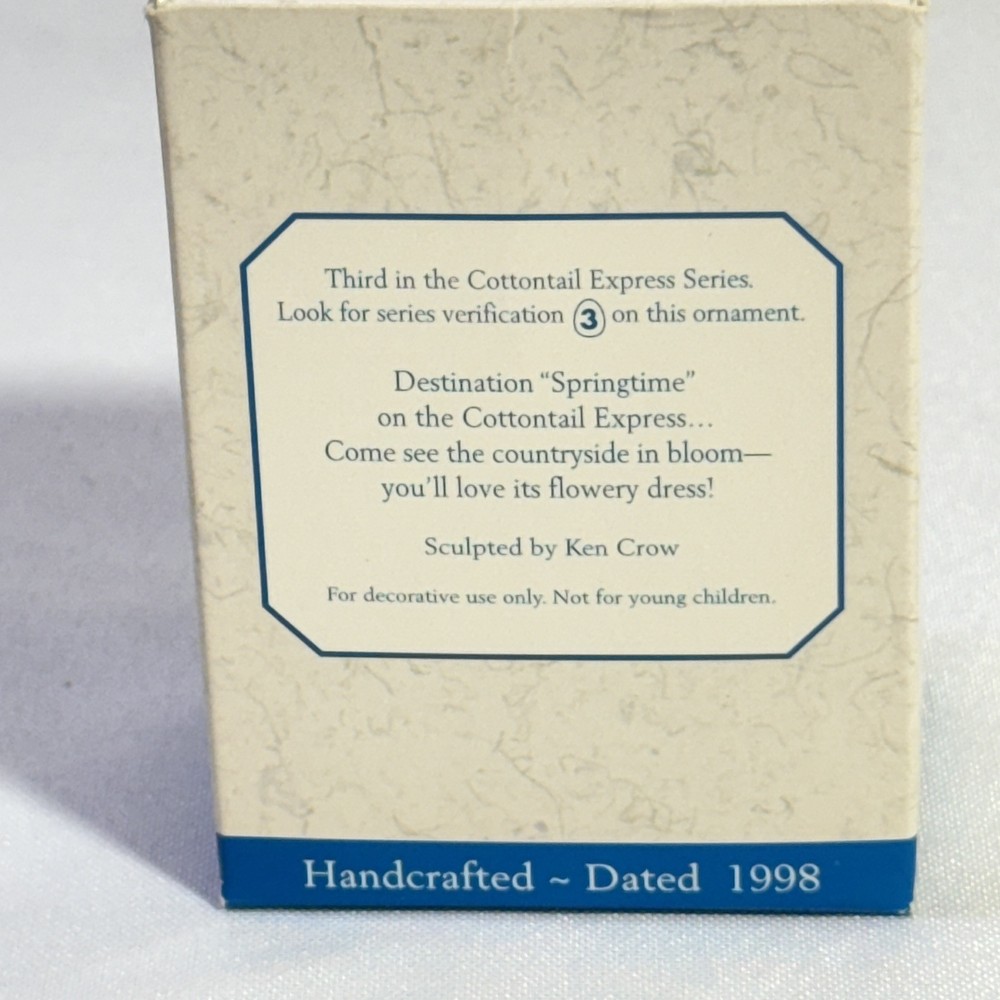 Third in the Cottontail Express Series.
Look for series verification 3 on this ornament.
Destination “Springtime”
on the Cottontail Express...
Come see the countryside in bloom—
you’ll love its flowery dress!
Sculpted by Ken Crow
For decorative use only. Not for young children.
Handcrafted ~ Dated 1998